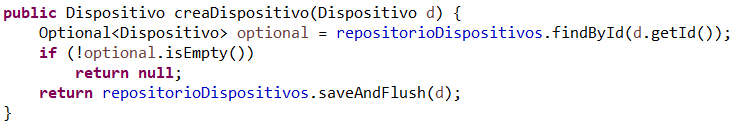 public Dispositivo creaDispositivo(Dispositivo d) {
    Optional<Dispositivo> optional = repositorioDispositivos.findById(d.getId());
    if (!optional.isEmpty())
        return null;
    return repositorioDispositivos.saveAndFlush(d);
}